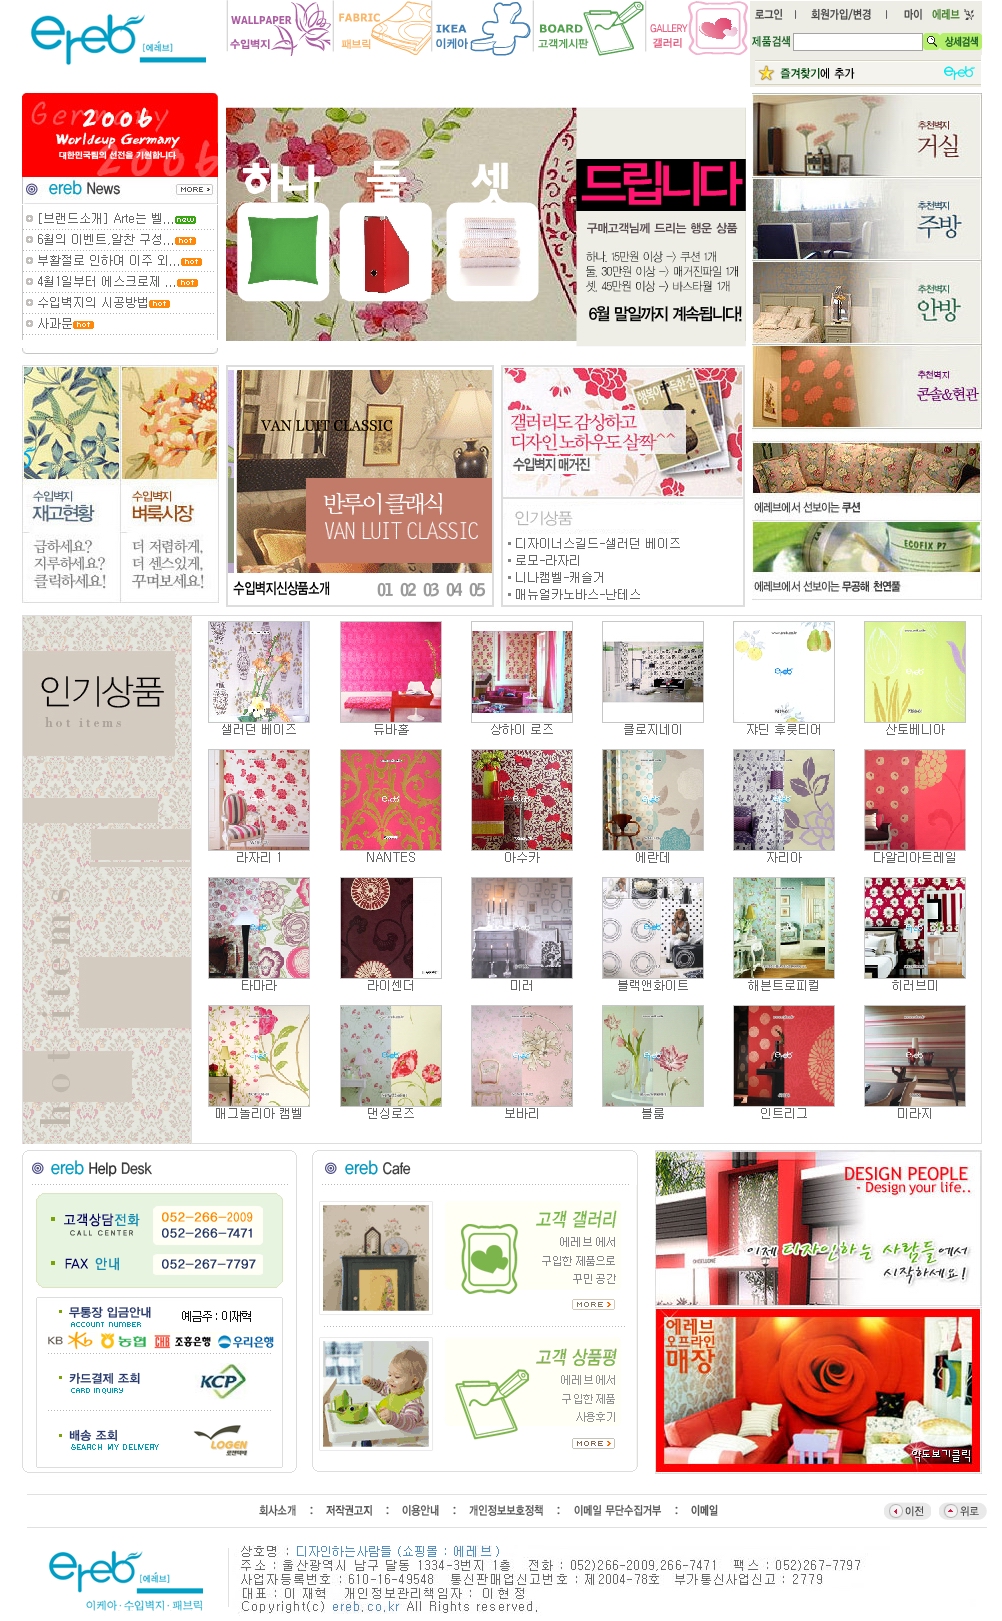 ereb [에레브]
WALLPAPER 수입벽지
FABRIC 패브릭
IKEA 이케아
BOARD 고객게시판
GALLERY 갤러리
로그인 | 회원가입/변경 | 마이 에레브
제품검색 상세검색
즐겨찾기에 추가 ereb
Germany
2006
Worldcup Germany
대한민국팀의 선전을 기원합니다
2006
ereb News MORE
[브랜드소개] Arte는 벨... new
6월의 이벤트,알찬 구성... hot
부활절로 인하여 이주 외... hot
4월1일부터 에스크로제 ... hot
수입벽지의 시공방법 hot
사과문 hot
하나 둘 셋
드립니다
구매고객님께 드리는 행운 상품
하나, 15만원 이상 -> 쿠션 1개
둘, 30만원 이상 -> 매거진파일 1개
셋, 45만원 이상 -> 바스타월 1개
6월 말일까지 계속됩니다!
추천벽지
거실
추천벽지
주방
추천벽지
안방
추천벽지
콘솔&현관
수입벽지
재고현황
급하세요?
지루하세요?
클릭하세요!
수입벽지
벼룩시장
더 저렴하게,
더 센스있게,
꾸며보세요!
VAN LUIT CLASSIC
반루이 클래식
VAN LUIT CLASSIC
수입벽지신상품소개 01 02 03 04 05
행복이 가득한 집
갤러리도 감상하고
디자인 노하우도 살짝^^
수입벽지 매거진
인기상품
디자이너스길드-샐러던 베이즈
로모-라자리
니나캠벨-캐슬거
매뉴얼카노바스-난테스
에레브에서 선보이는 쿠션
ECOFIX P7
에레브에서 선보이는 무공해 천연풀
인기상품
hot items
hot items
샐러던 베이즈 듀바홀 상하이 로즈 클로지네이 쟈딘 후룻티어 산토베니아
라자리 1 NANTES 아수카 에란데 자리아 다알리아트레일
타마라 라이센더 미러 블랙앤화이트 해븐트로피컬 히러브미
매그놀리아 캠벨 댄싱로즈 보바리 블룸 인트리그 미라지
ereb Help Desk
고객상담전화 052-266-2009
CALL CENTER 052-266-7471
FAX 안내 052-267-7797
무통장 입금안내 예금주 : 이재혁
ACCOUNT NUMBER
KB 농협 조흥은행 우리은행
카드결제 조회
CARD INQUIRY
KCP
배송 조회
SEARCH MY DELIVERY
LOGEN
로젠택배
ereb Cafe
고객 갤러리
에레브에서
구입한 제품으로
꾸민 공간
MORE
고객 상품평
에레브에서
구입한 제품
사용후기
MORE
DESIGN PEOPLE
- Design your life..
이제 디자인하는 사람들에서
시작하세요!
에레브
오프라인
매장
약도보기클릭
회사소개 : 저작권고지 : 이용안내 : 개인정보보호정책 : 이메일 무단수집거부 : 이메일
이전 위로
ereb [에레브]
이케아·수입벽지·패브릭
상호명 : 디자인하는사람들 (쇼핑몰 : 에레브)
주소 : 울산광역시 남구 달동 1334-3번지 1층 전화 : 052)266-2009,266-7471 팩스 : 052)267-7797
사업자등록번호 : 610-16-49548 통신판매업신고번호 : 제2004-78호 부가통신사업신고 : 2779
대표 : 이 재혁 개인정보관리책임자 : 이현정
Copyright(c) ereb.co.kr All Rights reserved.